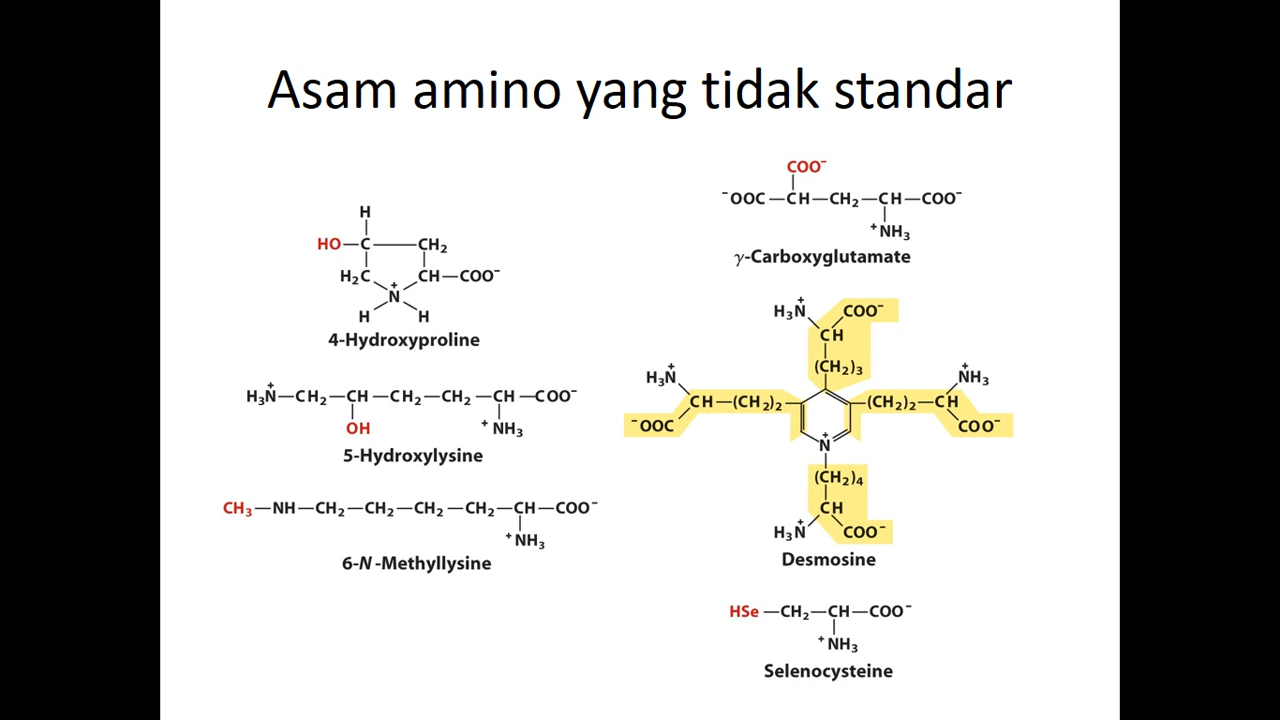 Asam amino yang tidak standar
H
HO—C—CH₂
H₂C CH—COO⁻
N⁺
H H
4-Hydroxyproline
H₃N⁺—CH₂—CH—CH₂—CH₂—CH—COO⁻
OH ⁺NH₃
5-Hydroxylysine
CH₃—NH—CH₂—CH₂—CH₂—CH₂—CH—COO⁻
⁺NH₃
6-N-Methyllysine
COO⁻
⁻OOC—CH—CH₂—CH—COO⁻
⁺NH₃
γ-Carboxyglutamate
H₃N⁺ COO⁻
CH
(CH₂)₃
H₃N⁺ ⁺NH₃
CH—(CH₂)₂ (CH₂)₂—CH
⁻OOC COO⁻
N⁺
(CH₂)₄
CH
H₃N⁺ COO⁻
Desmosine
HSe—CH₂—CH—COO⁻
⁺NH₃
Selenocysteine